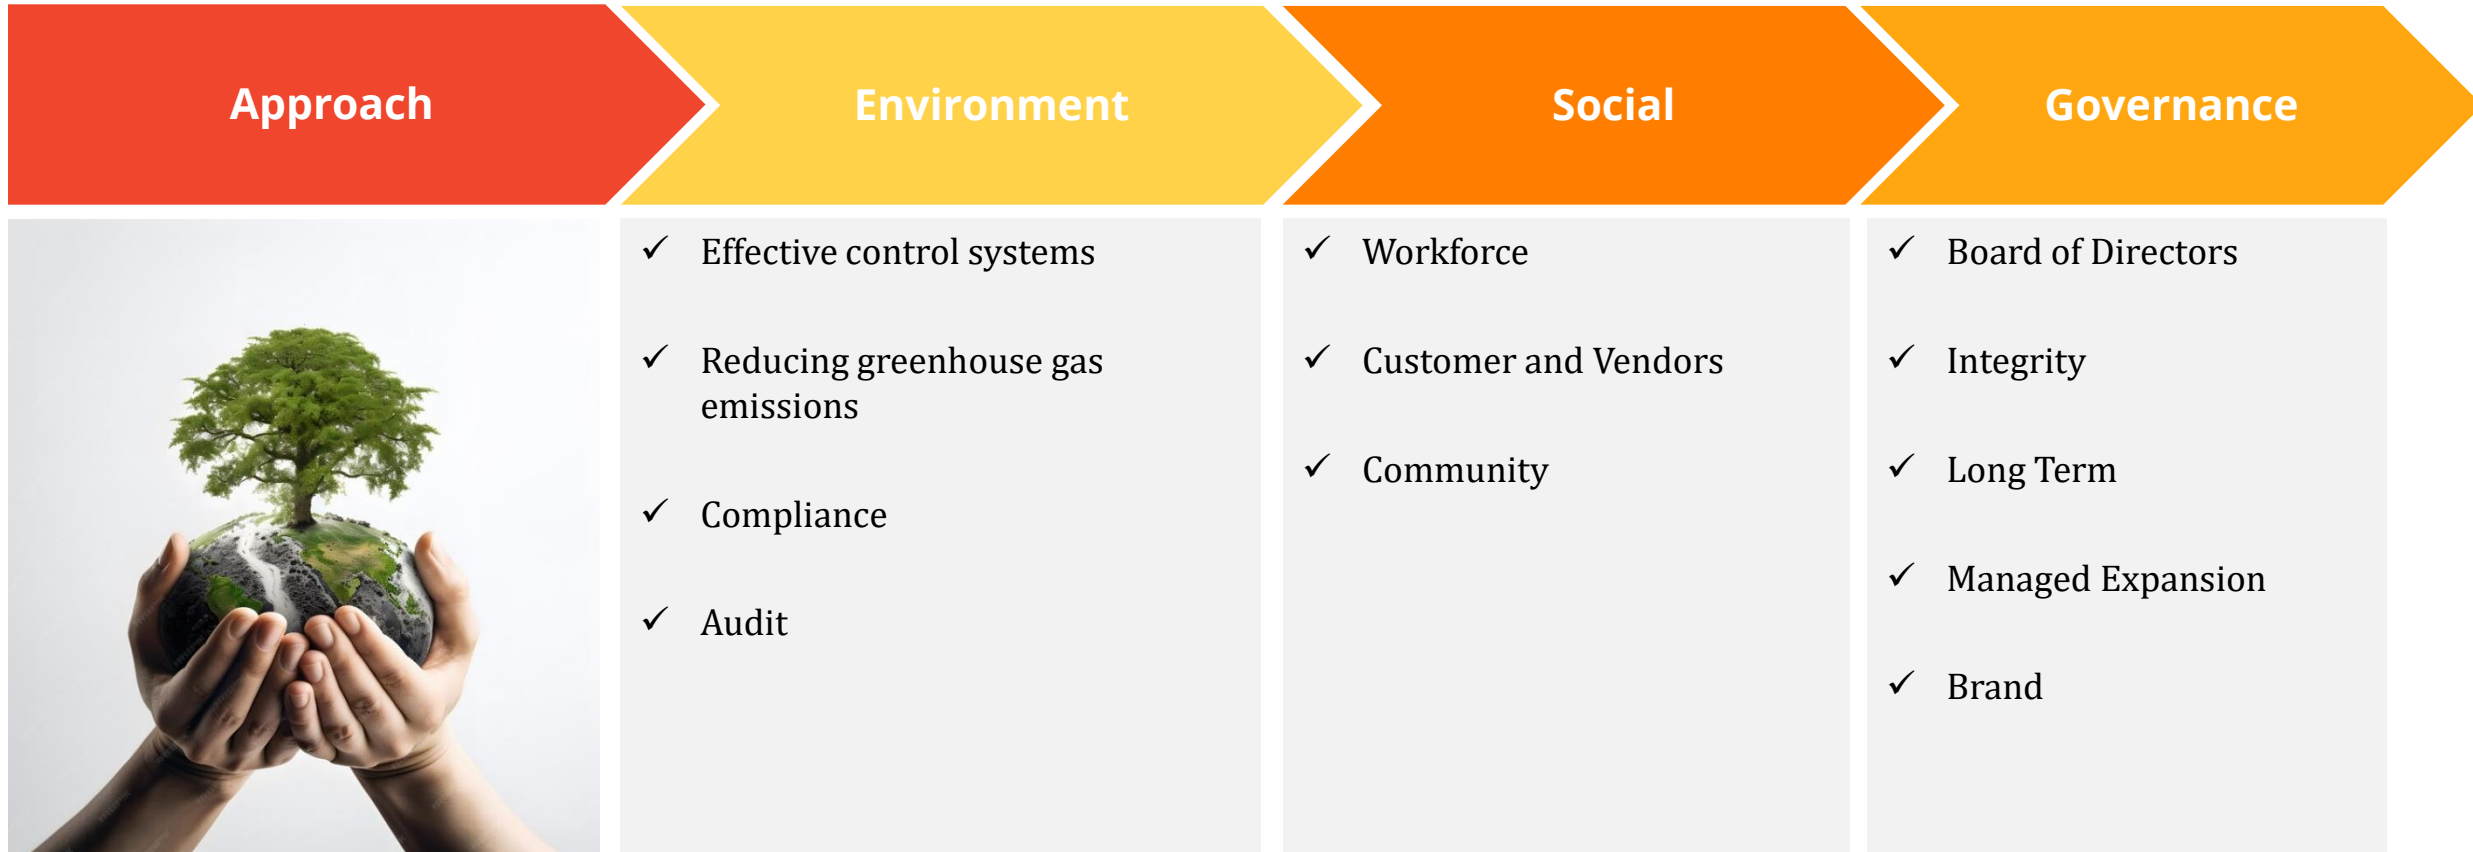 Approach
Environment
Social
Governance
✓ Effective control systems
✓ Reducing greenhouse gas
emissions
✓ Compliance
✓ Audit
✓ Workforce
✓ Customer and Vendors
✓ Community
✓ Board of Directors
✓ Integrity
✓ Long Term
✓ Managed Expansion
✓ Brand